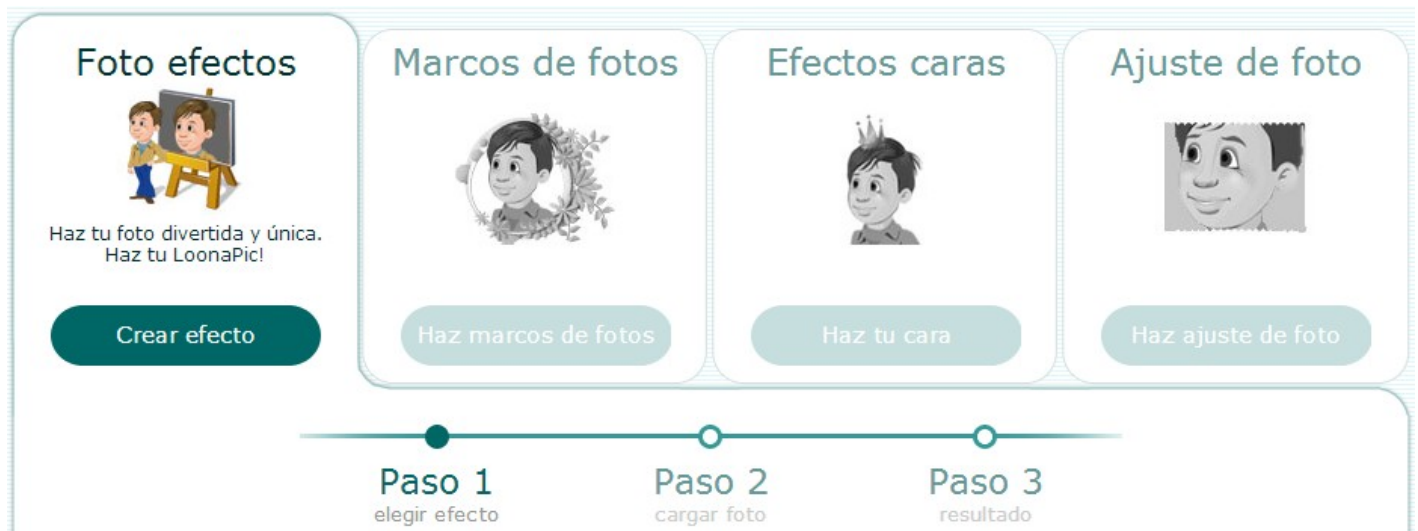 Foto efectos
Haz tu foto divertida y única.
Haz tu LoonaPic!
Crear efecto
Marcos de fotos
Haz marcos de fotos
Efectos caras
Haz tu cara
Ajuste de foto
Haz ajuste de foto
Paso 1
elegir efecto
Paso 2
cargar foto
Paso 3
resultado